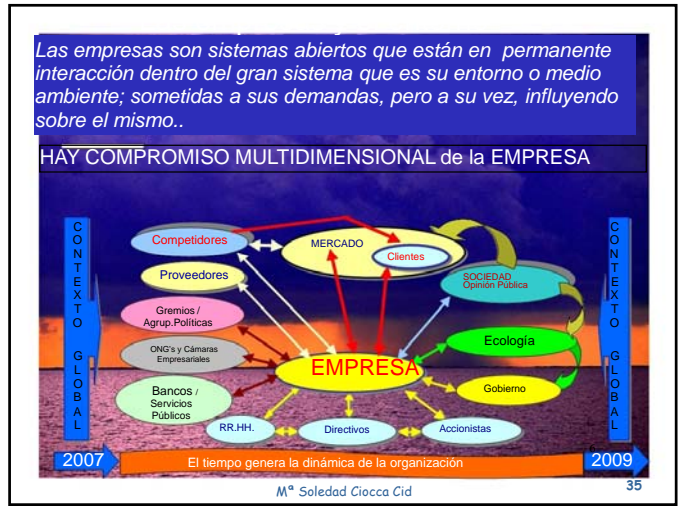 Las empresas son sistemas abiertos que están en permanente
interacción dentro del gran sistema que es su entorno o medio
ambiente; sometidas a sus demandas, pero a su vez, influyendo
sobre el mismo..
HAY COMPROMISO MULTIDIMENSIONAL de la EMPRESA
CONTEXTO GLOBAL
Competidores
MERCADO
Clientes
Proveedores
SOCIEDAD
Opinión Pública
Gremios /
Agrup.Políticas
ONG's y Cámaras
Empresariales
Ecología
EMPRESA
Bancos /
Servicios
Públicos
Gobierno
RR.HH.
Directivos
Accionistas
CONTEXTO GLOBAL
2007
El tiempo genera la dinámica de la organización
2009
Mª Soledad Ciocca Cid
35